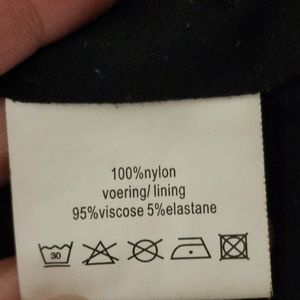 100%nylon
voering/ lining
95%viscose 5%elastane
30